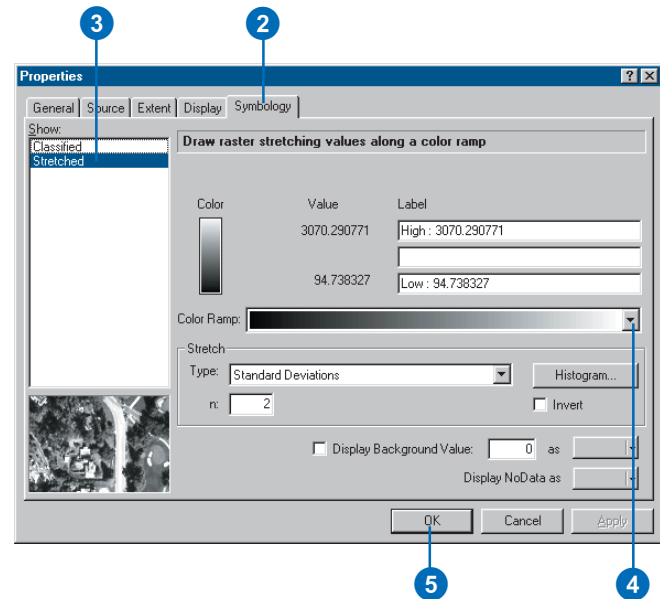 3
2
Properties
General Source Extent Display Symbology
Show:
Classified
Stretched
Draw raster stretching values along a color ramp
Color Value Label
3070.290771 High : 3070.290771
94.738327 Low : 94.738327
Color Ramp:
Stretch
Type: Standard Deviations Histogram...
n: 2 Invert
Display Background Value: 0 as
Display NoData as
OK Cancel Apply
5
4